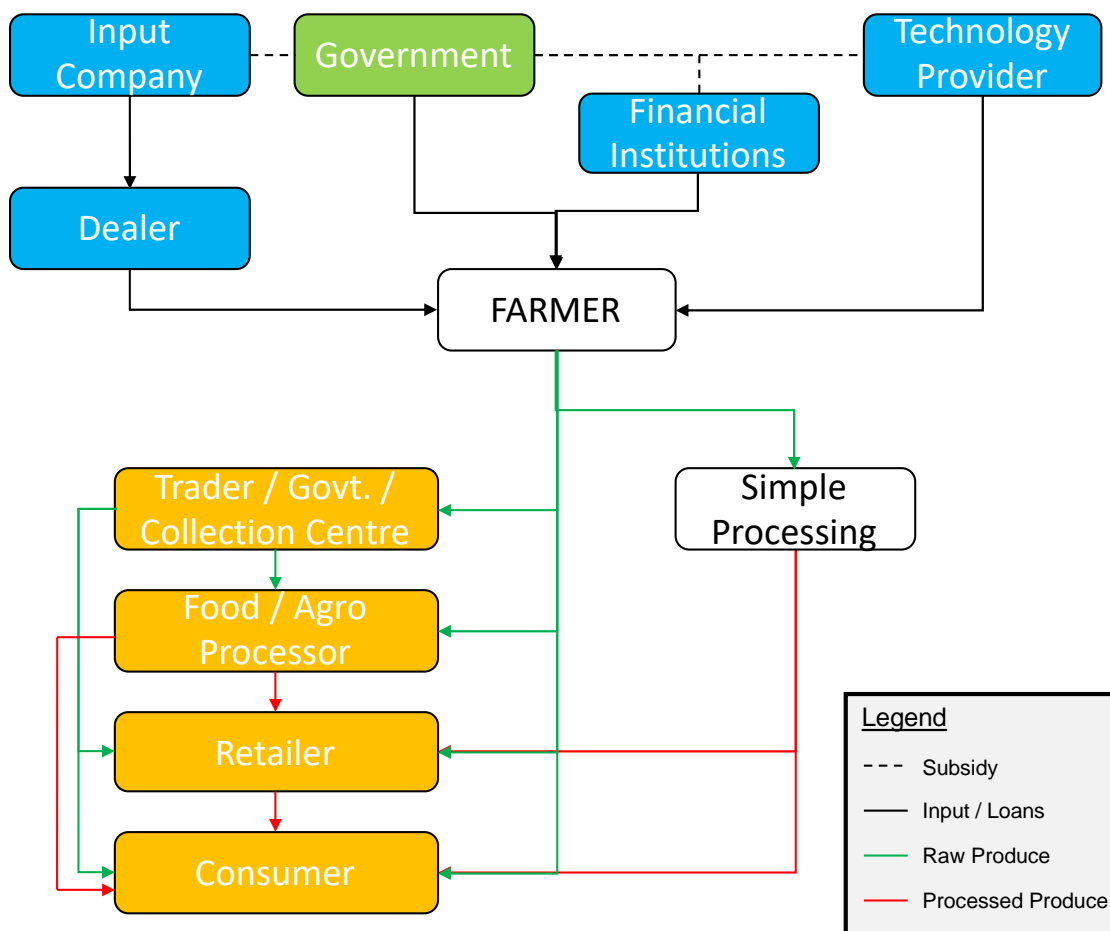 Input
Company
Government
Technology
Provider
Financial
Institutions
Dealer
FARMER
Trader / Govt. /
Collection Centre
Simple
Processing
Food / Agro
Processor
Retailer
Consumer
Legend
Subsidy
Input / Loans
Raw Produce
Processed Produce